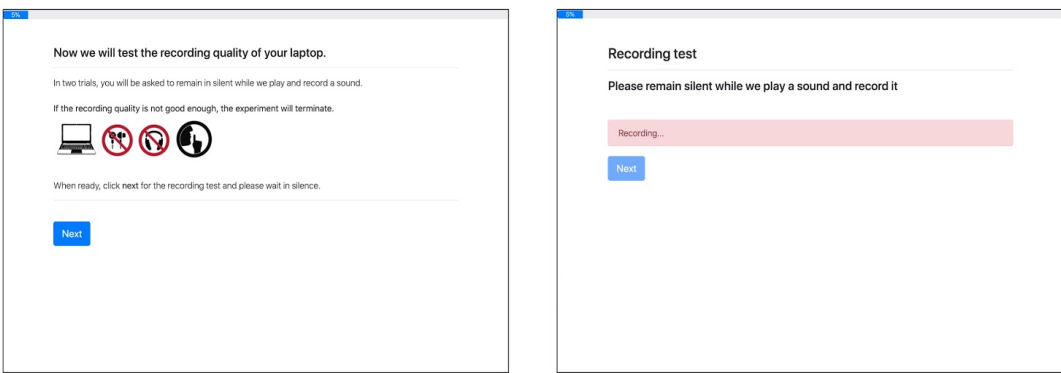 5%
Now we will test the recording quality of your laptop.
In two trials, you will be asked to remain in silent while we play and record a sound.
If the recording quality is not good enough, the experiment will terminate.
When ready, click next for the recording test and please wait in silence.
Next
5%
Recording test
Please remain silent while we play a sound and record it
Recording...
Next